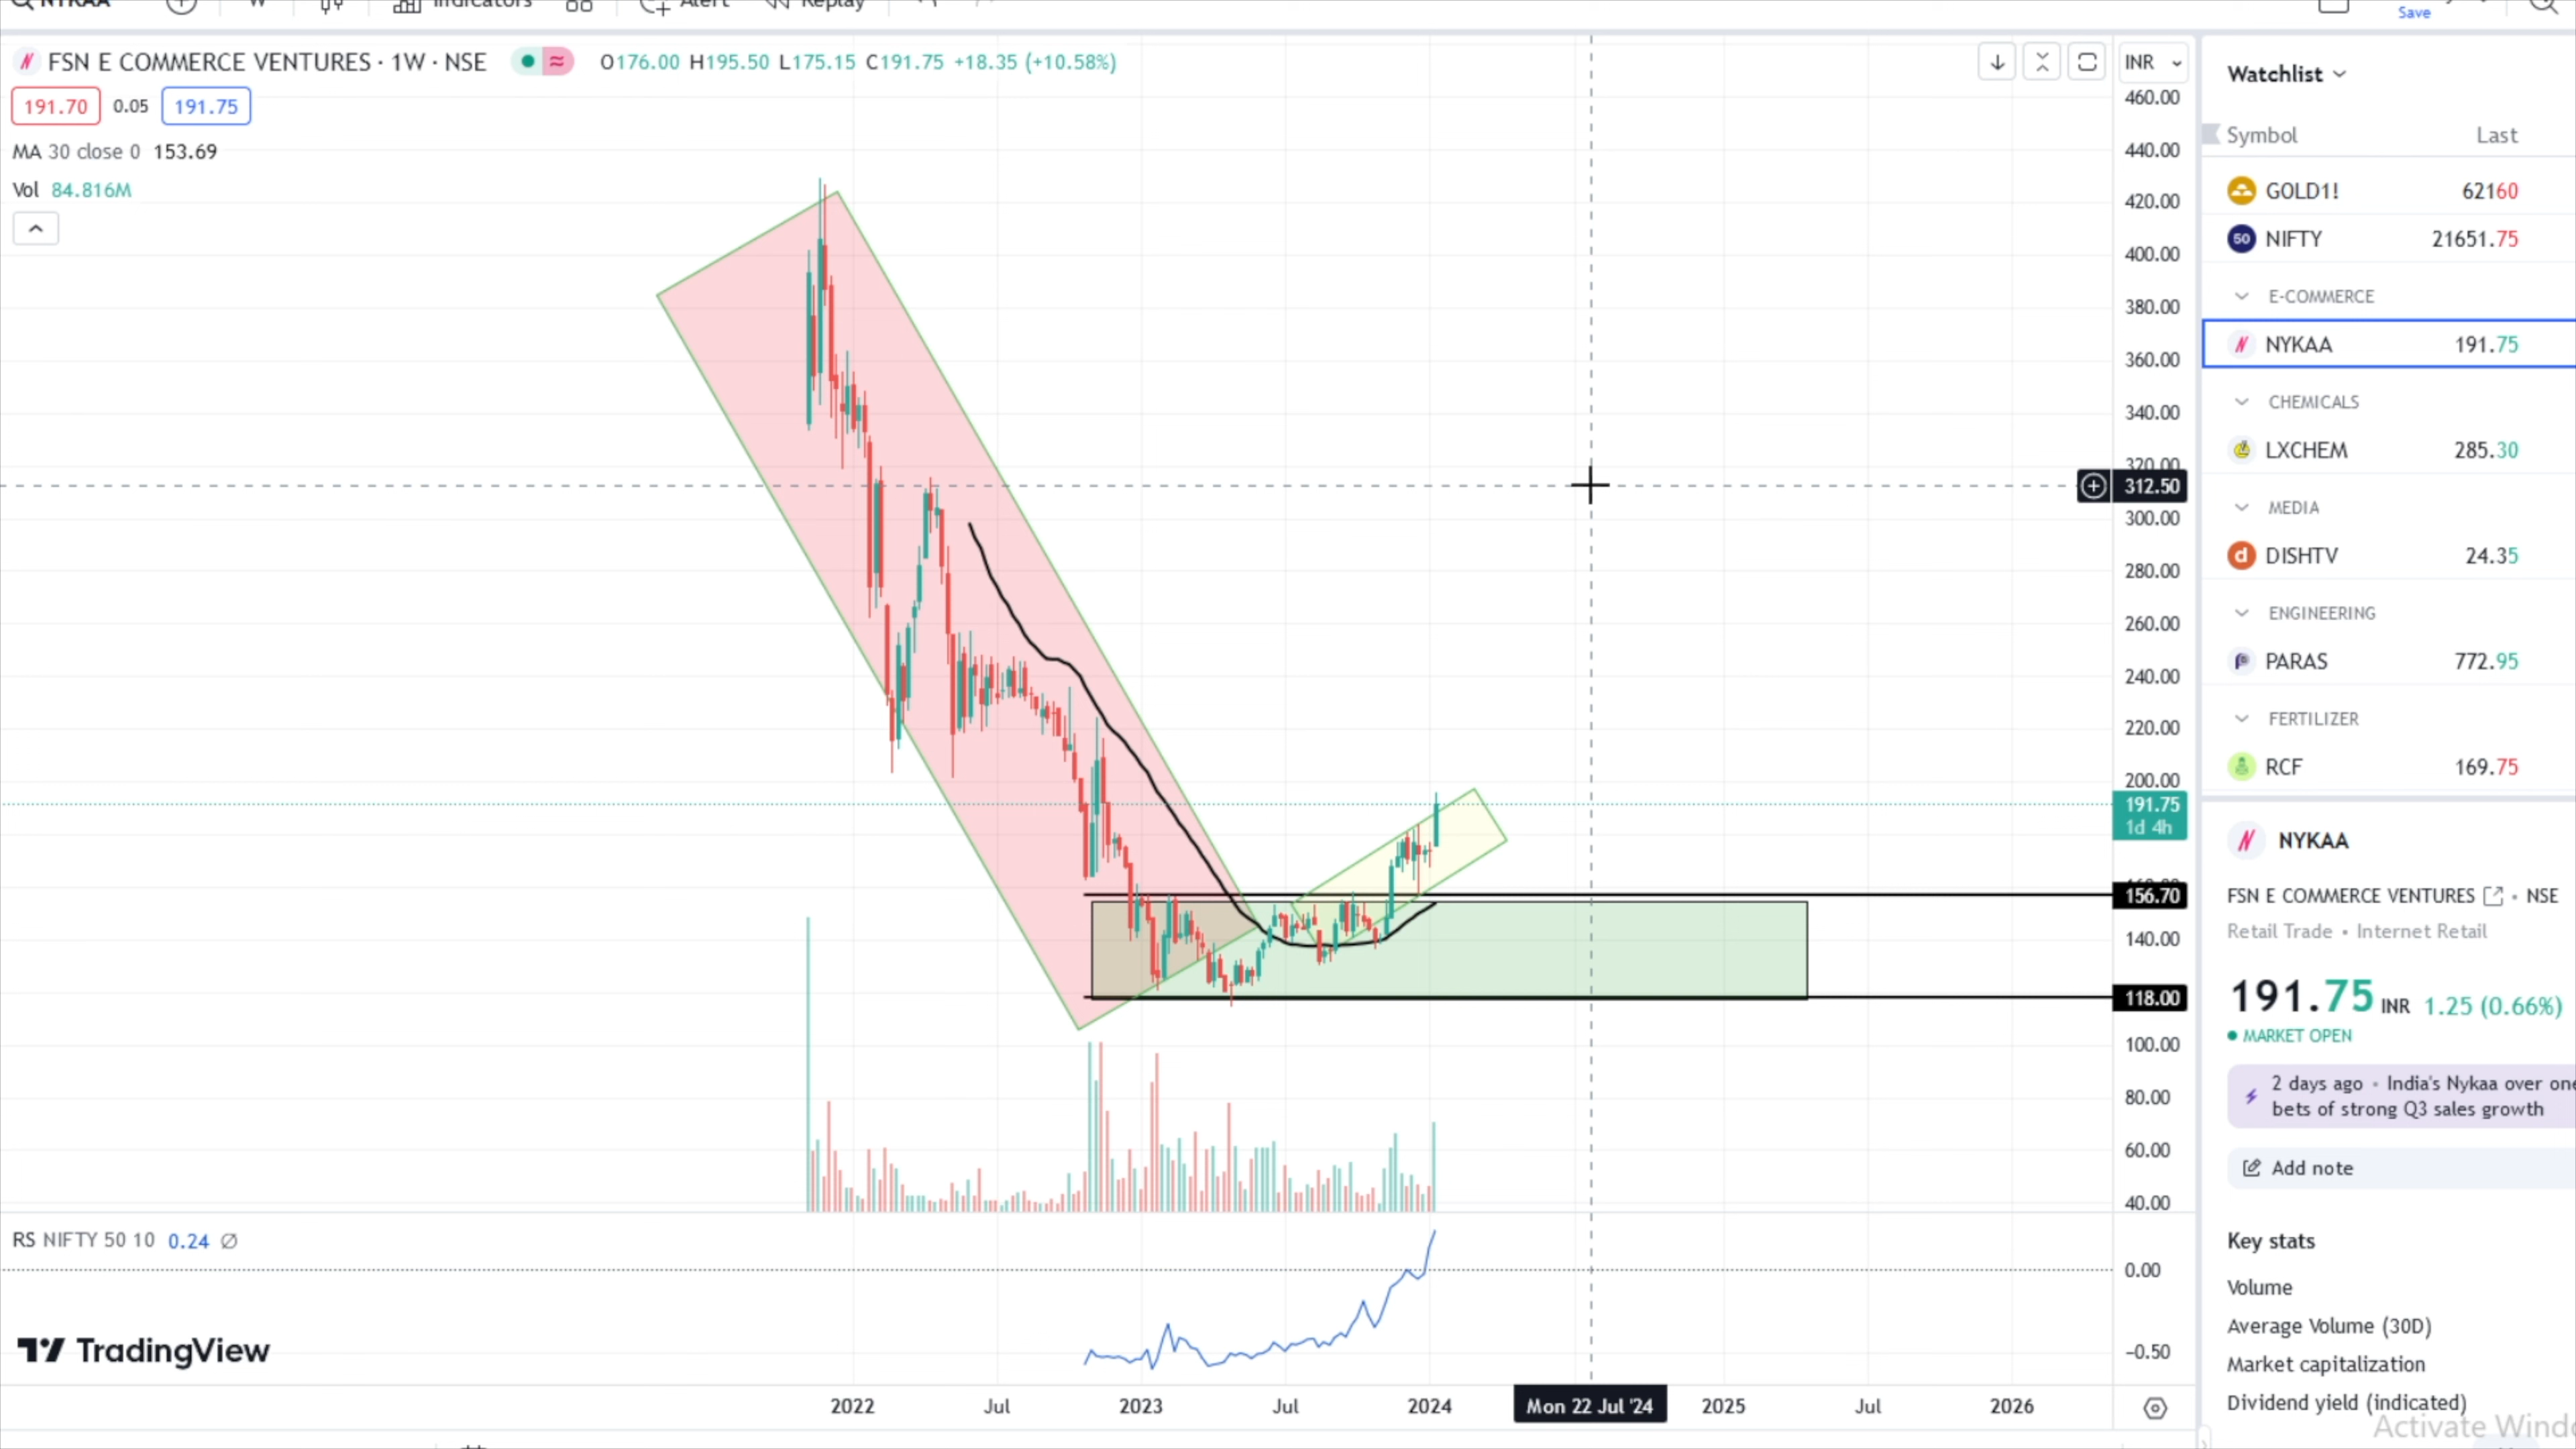 NYKAA W Indicators Alert Replay Save
FSN E COMMERCE VENTURES · 1W · NSE O176.00 H195.50 L175.15 C191.75 +18.35 (+10.58%)
191.70 0.05 191.75
MA 30 close 0 153.69
Vol 84.816M
INR
460.00
440.00
420.00
400.00
380.00
360.00
340.00
320.00
312.50
300.00
280.00
260.00
240.00
220.00
200.00
191.75
1d 4h
156.70
140.00
118.00
100.00
80.00
60.00
40.00
RS NIFTY 50 10 0.24 ∅
0.00
−0.50
TradingView
2022 Jul 2023 Jul 2024 Mon 22 Jul '24 2025 Jul 2026
Watchlist
Symbol Last
GOLD1! 62160
50 NIFTY 21651.75
E-COMMERCE
NYKAA 191.75
CHEMICALS
LXCHEM 285.30
MEDIA
d DISHTV 24.35
ENGINEERING
PARAS 772.95
FERTILIZER
RCF 169.75
NYKAA
FSN E COMMERCE VENTURES • NSE
Retail Trade • Internet Retail
191.75 INR 1.25 (0.66%)
MARKET OPEN
2 days ago • India's Nykaa over one
bets of strong Q3 sales growth
Add note
Key stats
Volume
Average Volume (30D)
Market capitalization
Dividend yield (indicated)
Activate Wind